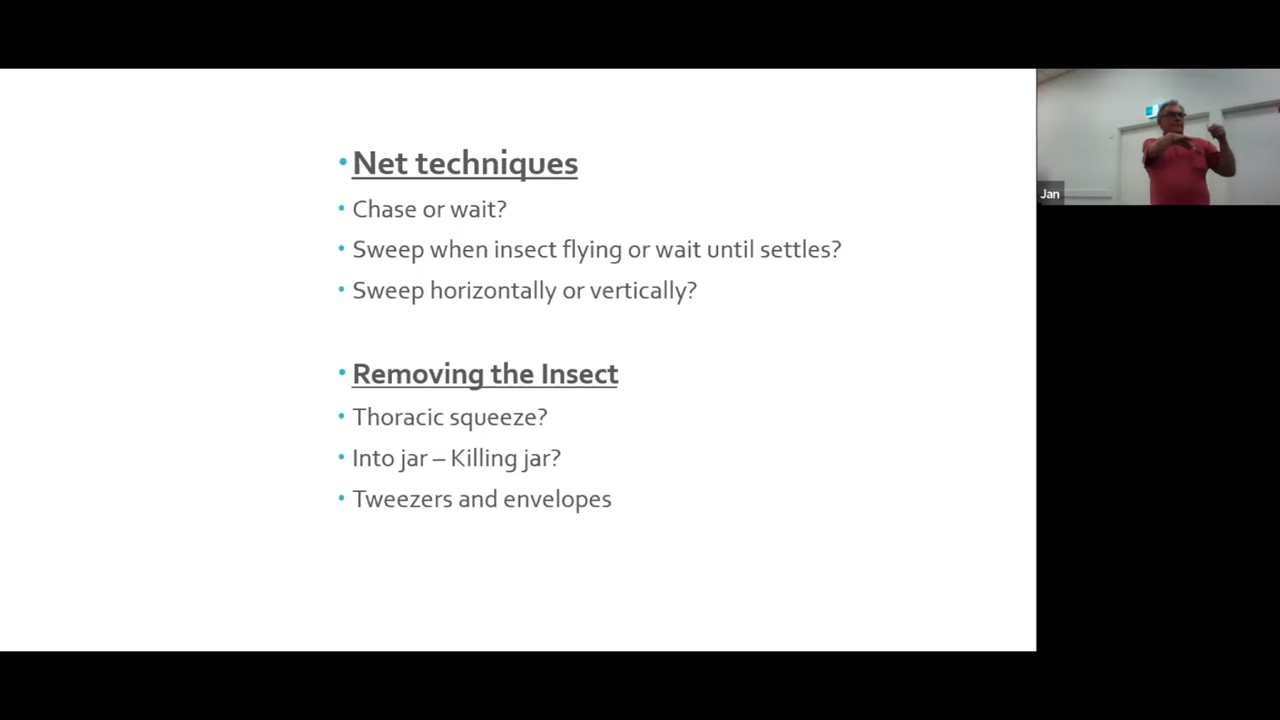 • Net techniques
• Chase or wait?
• Sweep when insect flying or wait until settles?
• Sweep horizontally or vertically?
• Removing the Insect
• Thoracic squeeze?
• Into jar – Killing jar?
• Tweezers and envelopes
Jan